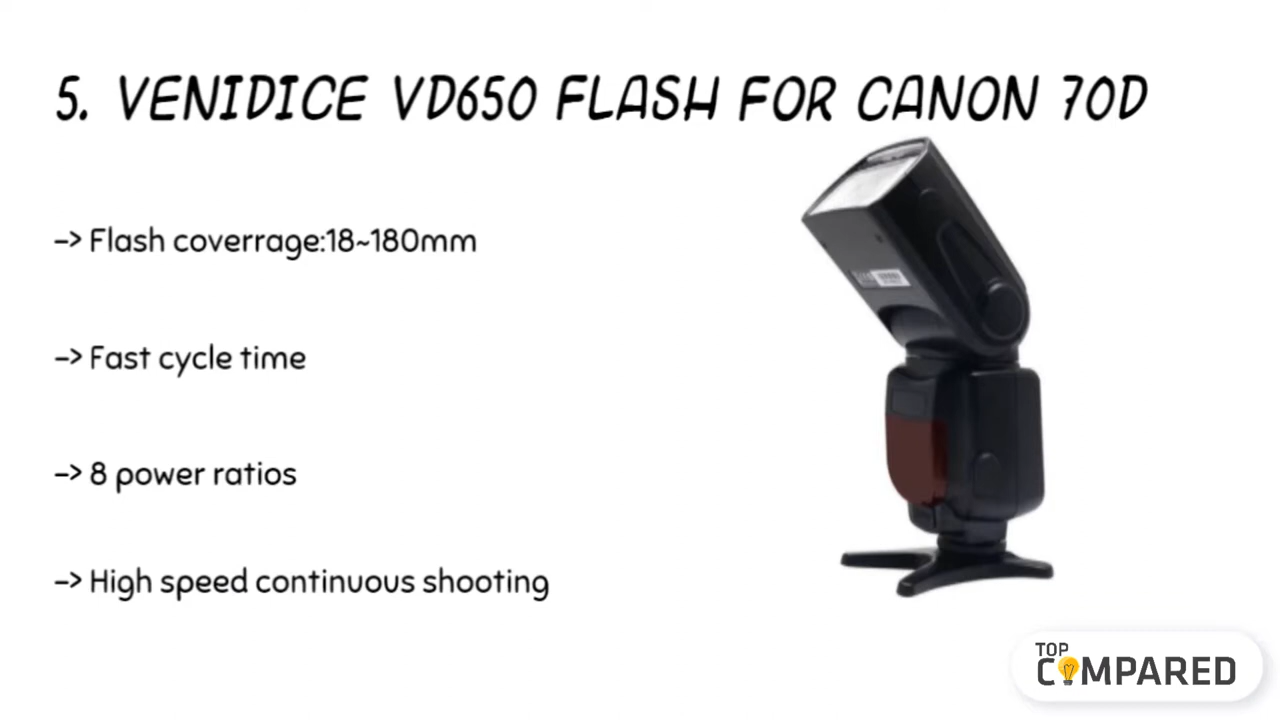 5. VENIDICE VD650 FLASH FOR CANON 70D
-> Flash coverrage:18~180mm
-> Fast cycle time
-> 8 power ratios
-> High speed continuous shooting
TOP
COMPARED